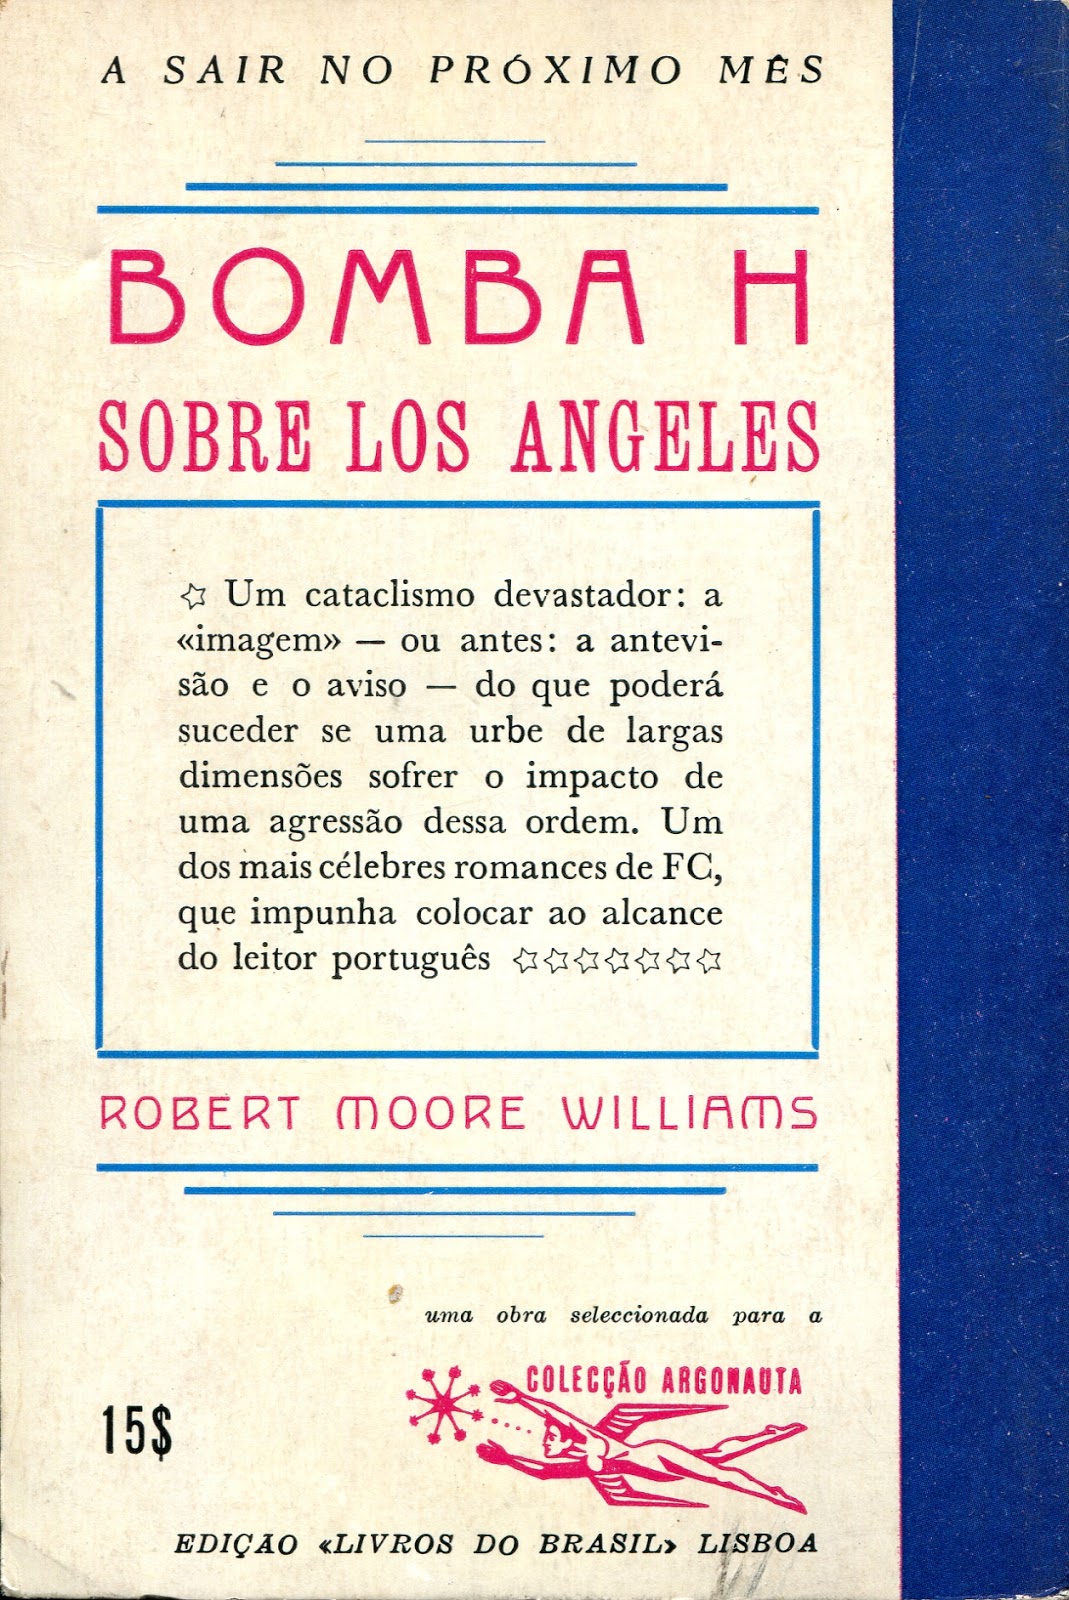 A SAIR NO PRÓXIMO MÊS
BOMBA H
SOBRE LOS ANGELES
☆ Um cataclismo devastador: a
«imagem» — ou antes: a antevi-
são e o aviso — do que poderá
suceder se uma urbe de largas
dimensões sofrer o impacto de
uma agressão dessa ordem. Um
dos mais célebres romances de FC,
que impunha colocar ao alcance
do leitor português ☆☆☆☆☆☆☆
ROBERT MOORE WILLIAMS
uma obra seleccionada para a
COLECÇÃO ARGONAUTA
15$
EDIÇÃO «LIVROS DO BRASIL» LISBOA